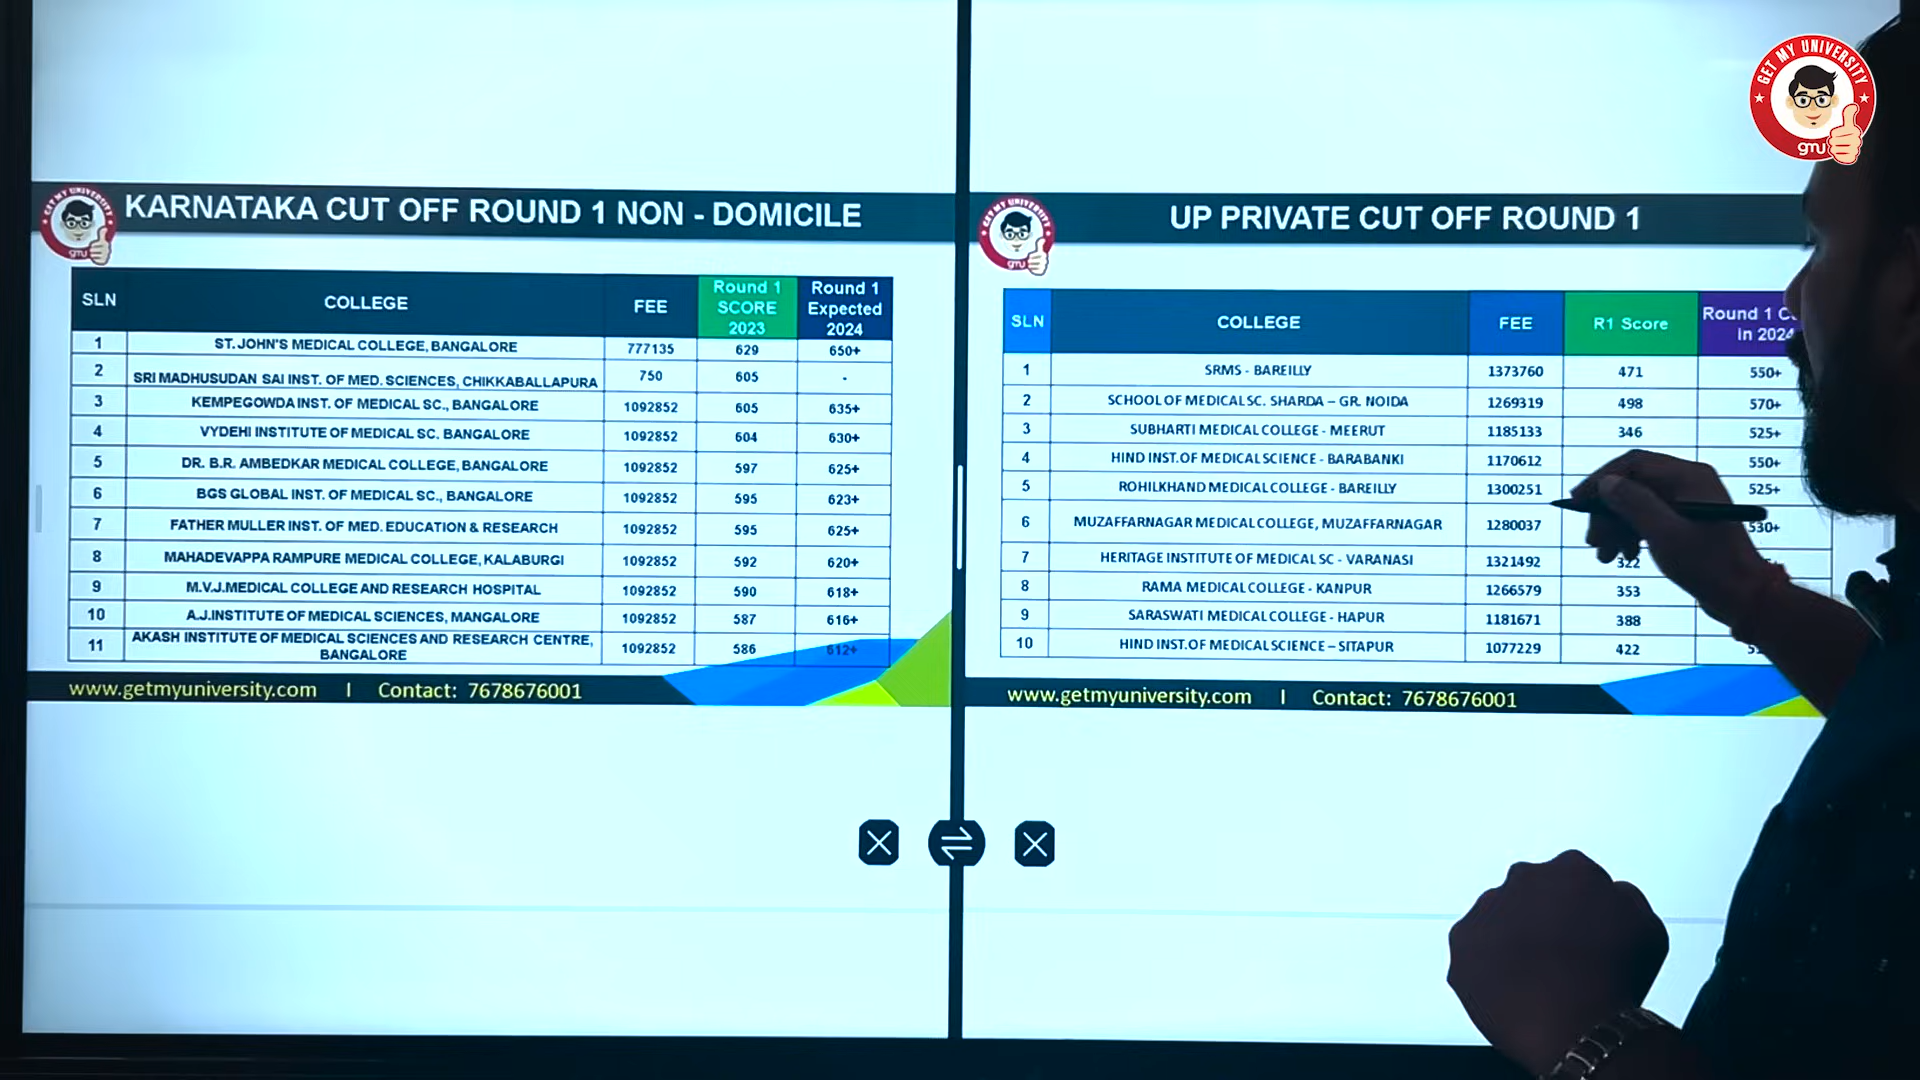 GET MY UNIVERSITY
gmu
GET MY UNIVERSITY
gmu
KARNATAKA CUT OFF ROUND 1 NON - DOMICILE
SLN COLLEGE FEE Round 1 SCORE 2023 Round 1 Expected 2024
1 ST. JOHN'S MEDICAL COLLEGE, BANGALORE 777135 629 650+
2 SRI MADHUSUDAN SAI INST. OF MED. SCIENCES, CHIKKABALLAPURA 750 605 -
3 KEMPEGOWDA INST. OF MEDICAL SC., BANGALORE 1092852 605 635+
4 VYDEHI INSTITUTE OF MEDICAL SC. BANGALORE 1092852 604 630+
5 DR. B.R. AMBEDKAR MEDICAL COLLEGE, BANGALORE 1092852 597 625+
6 BGS GLOBAL INST. OF MEDICAL SC., BANGALORE 1092852 595 623+
7 FATHER MULLER INST. OF MED. EDUCATION & RESEARCH 1092852 595 625+
8 MAHADEVAPPA RAMPURE MEDICAL COLLEGE, KALABURGI 1092852 592 620+
9 M.V.J.MEDICAL COLLEGE AND RESEARCH HOSPITAL 1092852 590 618+
10 A.J.INSTITUTE OF MEDICAL SCIENCES, MANGALORE 1092852 587 616+
11 AKASH INSTITUTE OF MEDICAL SCIENCES AND RESEARCH CENTRE, BANGALORE 1092852 586 612+
www.getmyuniversity.com I Contact: 7678676001
GET MY UNIVERSITY
gmu
UP PRIVATE CUT OFF ROUND 1
SLN COLLEGE FEE R1 Score Round 1 in 2024
1 SRMS - BAREILLY 1373760 471 550+
2 SCHOOL OF MEDICAL SC. SHARDA – GR. NOIDA 1269319 498 570+
3 SUBHARTI MEDICAL COLLEGE - MEERUT 1185133 346 525+
4 HIND INST.OF MEDICAL SCIENCE - BARABANKI 1170612 550+
5 ROHILKHAND MEDICAL COLLEGE - BAREILLY 1300251 525+
6 MUZAFFARNAGAR MEDICAL COLLEGE, MUZAFFARNAGAR 1280037 530+
7 HERITAGE INSTITUTE OF MEDICAL SC - VARANASI 1321492 322
8 RAMA MEDICAL COLLEGE - KANPUR 1266579 353
9 SARASWATI MEDICAL COLLEGE - HAPUR 1181671 388
10 HIND INST.OF MEDICAL SCIENCE – SITAPUR 1077229 422
www.getmyuniversity.com I Contact: 7678676001